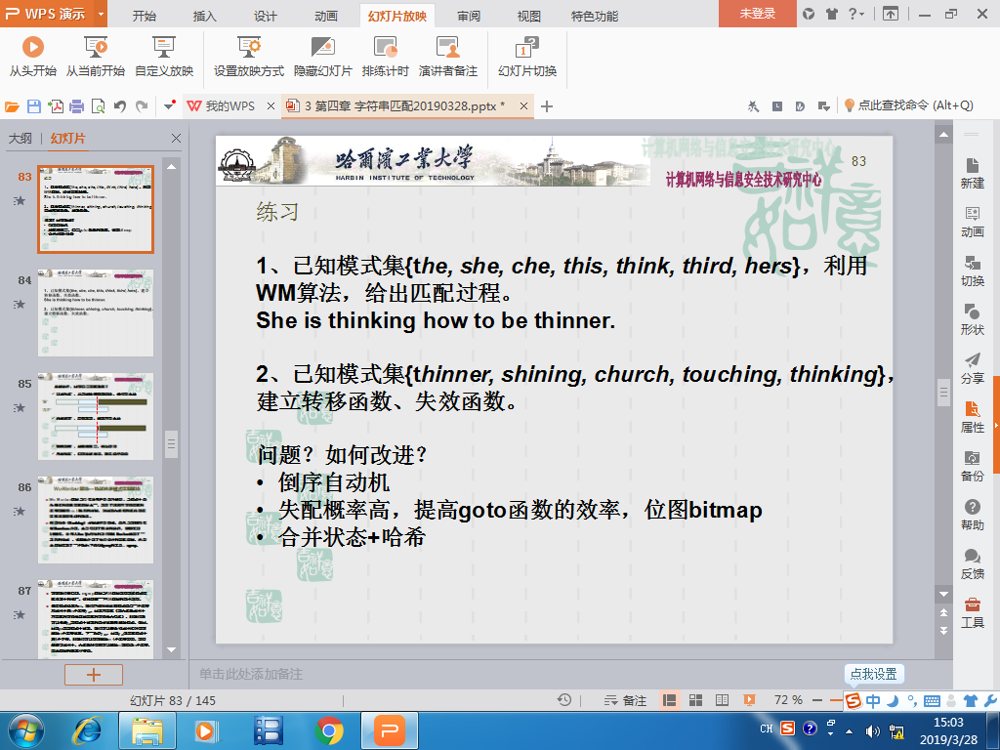 WPS 演示
开始
插入
设计
动画
幻灯片放映
审阅
视图
特色功能
未登录
从头开始
从当前开始
自定义放映
设置放映方式
隐藏幻灯片
排练计时
演讲者备注
幻灯片切换
我的WPS
3 第四章 字符串匹配20190328.pptx *
点此查找命令 (Alt+Q)
大纲
幻灯片
83
84
85
86
87
哈尔滨工业大学
HARBIN INSTITUTE OF TECHNOLOGY
计算机网络与信息安全技术研究中心
83
练习
1、已知模式集{the, she, che, this, think, third, hers}，利用
WM算法，给出匹配过程。
She is thinking how to be thinner.
2、已知模式集{thinner, shining, church, touching, thinking}，
建立转移函数、失效函数。
问题？如何改进？
• 倒序自动机
• 失配概率高，提高goto函数的效率，位图bitmap
• 合并状态+哈希
新建
动画
切换
形状
分享
属性
备份
帮助
反馈
工具
单击此处添加备注
点我设置
幻灯片 83 / 145
备注
72 %
中
CH
15:03
2019/3/28